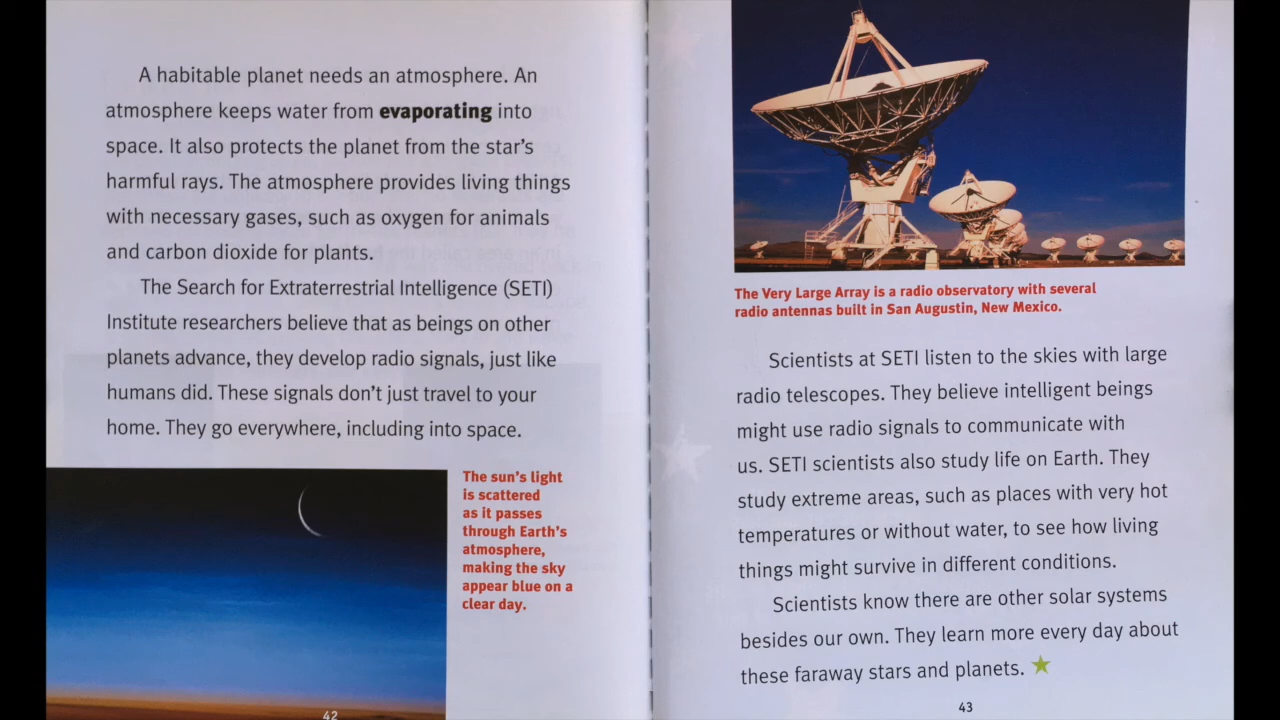 A habitable planet needs an atmosphere. An
atmosphere keeps water from evaporating into
space. It also protects the planet from the star's
harmful rays. The atmosphere provides living things
with necessary gases, such as oxygen for animals
and carbon dioxide for plants.
The Search for Extraterrestrial Intelligence (SETI)
Institute researchers believe that as beings on other
planets advance, they develop radio signals, just like
humans did. These signals don't just travel to your
home. They go everywhere, including into space.
The sun's light
is scattered
as it passes
through Earth's
atmosphere,
making the sky
appear blue on a
clear day.
42
The Very Large Array is a radio observatory with several
radio antennas built in San Augustin, New Mexico.
Scientists at SETI listen to the skies with large
radio telescopes. They believe intelligent beings
might use radio signals to communicate with
us. SETI scientists also study life on Earth. They
study extreme areas, such as places with very hot
temperatures or without water, to see how living
things might survive in different conditions.
Scientists know there are other solar systems
besides our own. They learn more every day about
these faraway stars and planets.
43